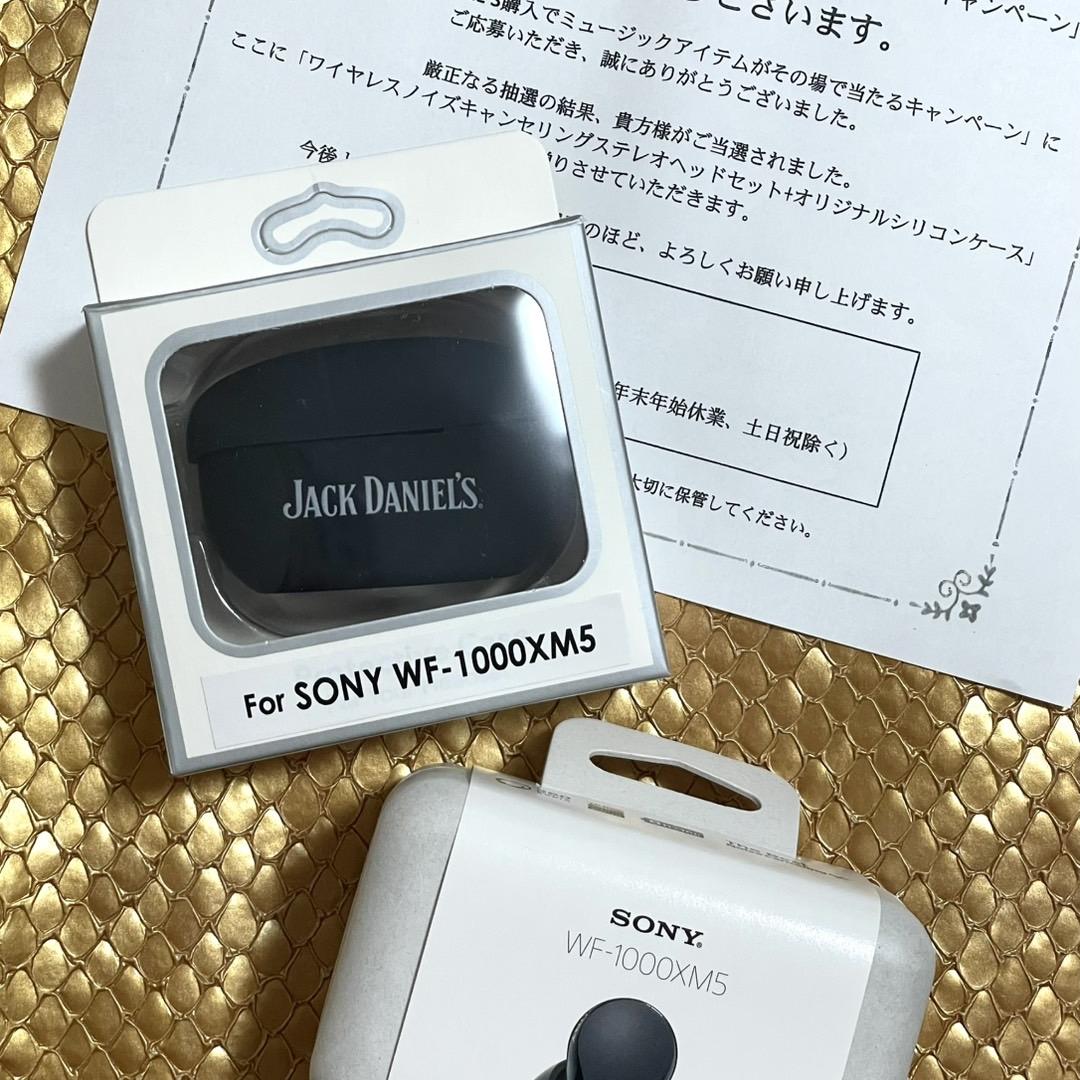 キャンペーン」
ございます。
購入でミュージックアイテムがその場で当たるキャンペーン」に
ご応募いただき、誠にありがとうございました。
厳正なる抽選の結果、貴方様がご当選されました。
ここに「ワイヤレスノイズキャンセリングステレオヘッドセット+オリジナルシリコンケース」
りさせていただきます。
今後
のほど、よろしくお願い申し上げます。
年末年始休業、土日祝除く）
大切に保管してください。
JACK DANIEL'S
For SONY WF-1000XM5
SONY
WF-1000XM5